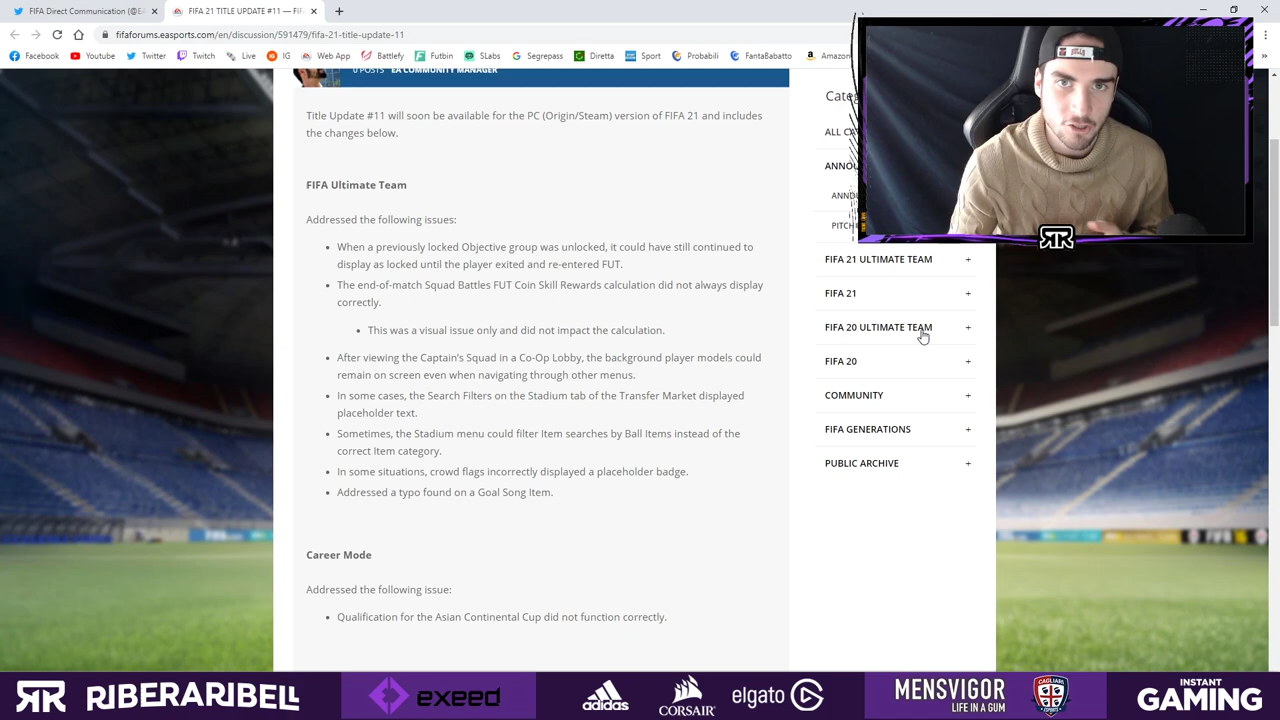 FIFA Direct Communication (@EA
FIFA 21 TITLE UPDATE #11 — FIF
fifaforums.easports.com/en/discussion/591479/fifa-21-title-update-11
Facebook
Youtube
Twitter
Twitch
Live
IG
Web App
Battlefy
Futbin
SLabs
Segrepass
Diretta
Sport
Probabili
FantaBabatto
Amazon
0 POSTS EA COMMUNITY MANAGER
Title Update #11 will soon be available for the PC (Origin/Steam) version of FIFA 21 and includes
the changes below.
FIFA Ultimate Team
Addressed the following issues:
When a previously locked Objective group was unlocked, it could have still continued to
display as locked until the player exited and re-entered FUT.
The end-of-match Squad Battles FUT Coin Skill Rewards calculation did not always display
correctly.
This was a visual issue only and did not impact the calculation.
After viewing the Captain's Squad in a Co-Op Lobby, the background player models could
remain on screen even when navigating through other menus.
In some cases, the Search Filters on the Stadium tab of the Transfer Market displayed
placeholder text.
Sometimes, the Stadium menu could filter Item searches by Ball Items instead of the
correct Item category.
In some situations, crowd flags incorrectly displayed a placeholder badge.
Addressed a typo found on a Goal Song Item.
Career Mode
Addressed the following issue:
Qualification for the Asian Continental Cup did not function correctly.
Categ
ALL CA
ANNOU
ANNO
PITCH
FIFA 21 ULTIMATE TEAM +
FIFA 21 +
FIFA 20 ULTIMATE TEAM +
FIFA 20 +
COMMUNITY +
FIFA GENERATIONS +
PUBLIC ARCHIVE +
RR
RR RIBERARIBELL
exeed
adidas
CORSAIR
elgato
MENSVIGOR
LIFE IN A GUM
CAGLIARI
INSTANT
GAMING